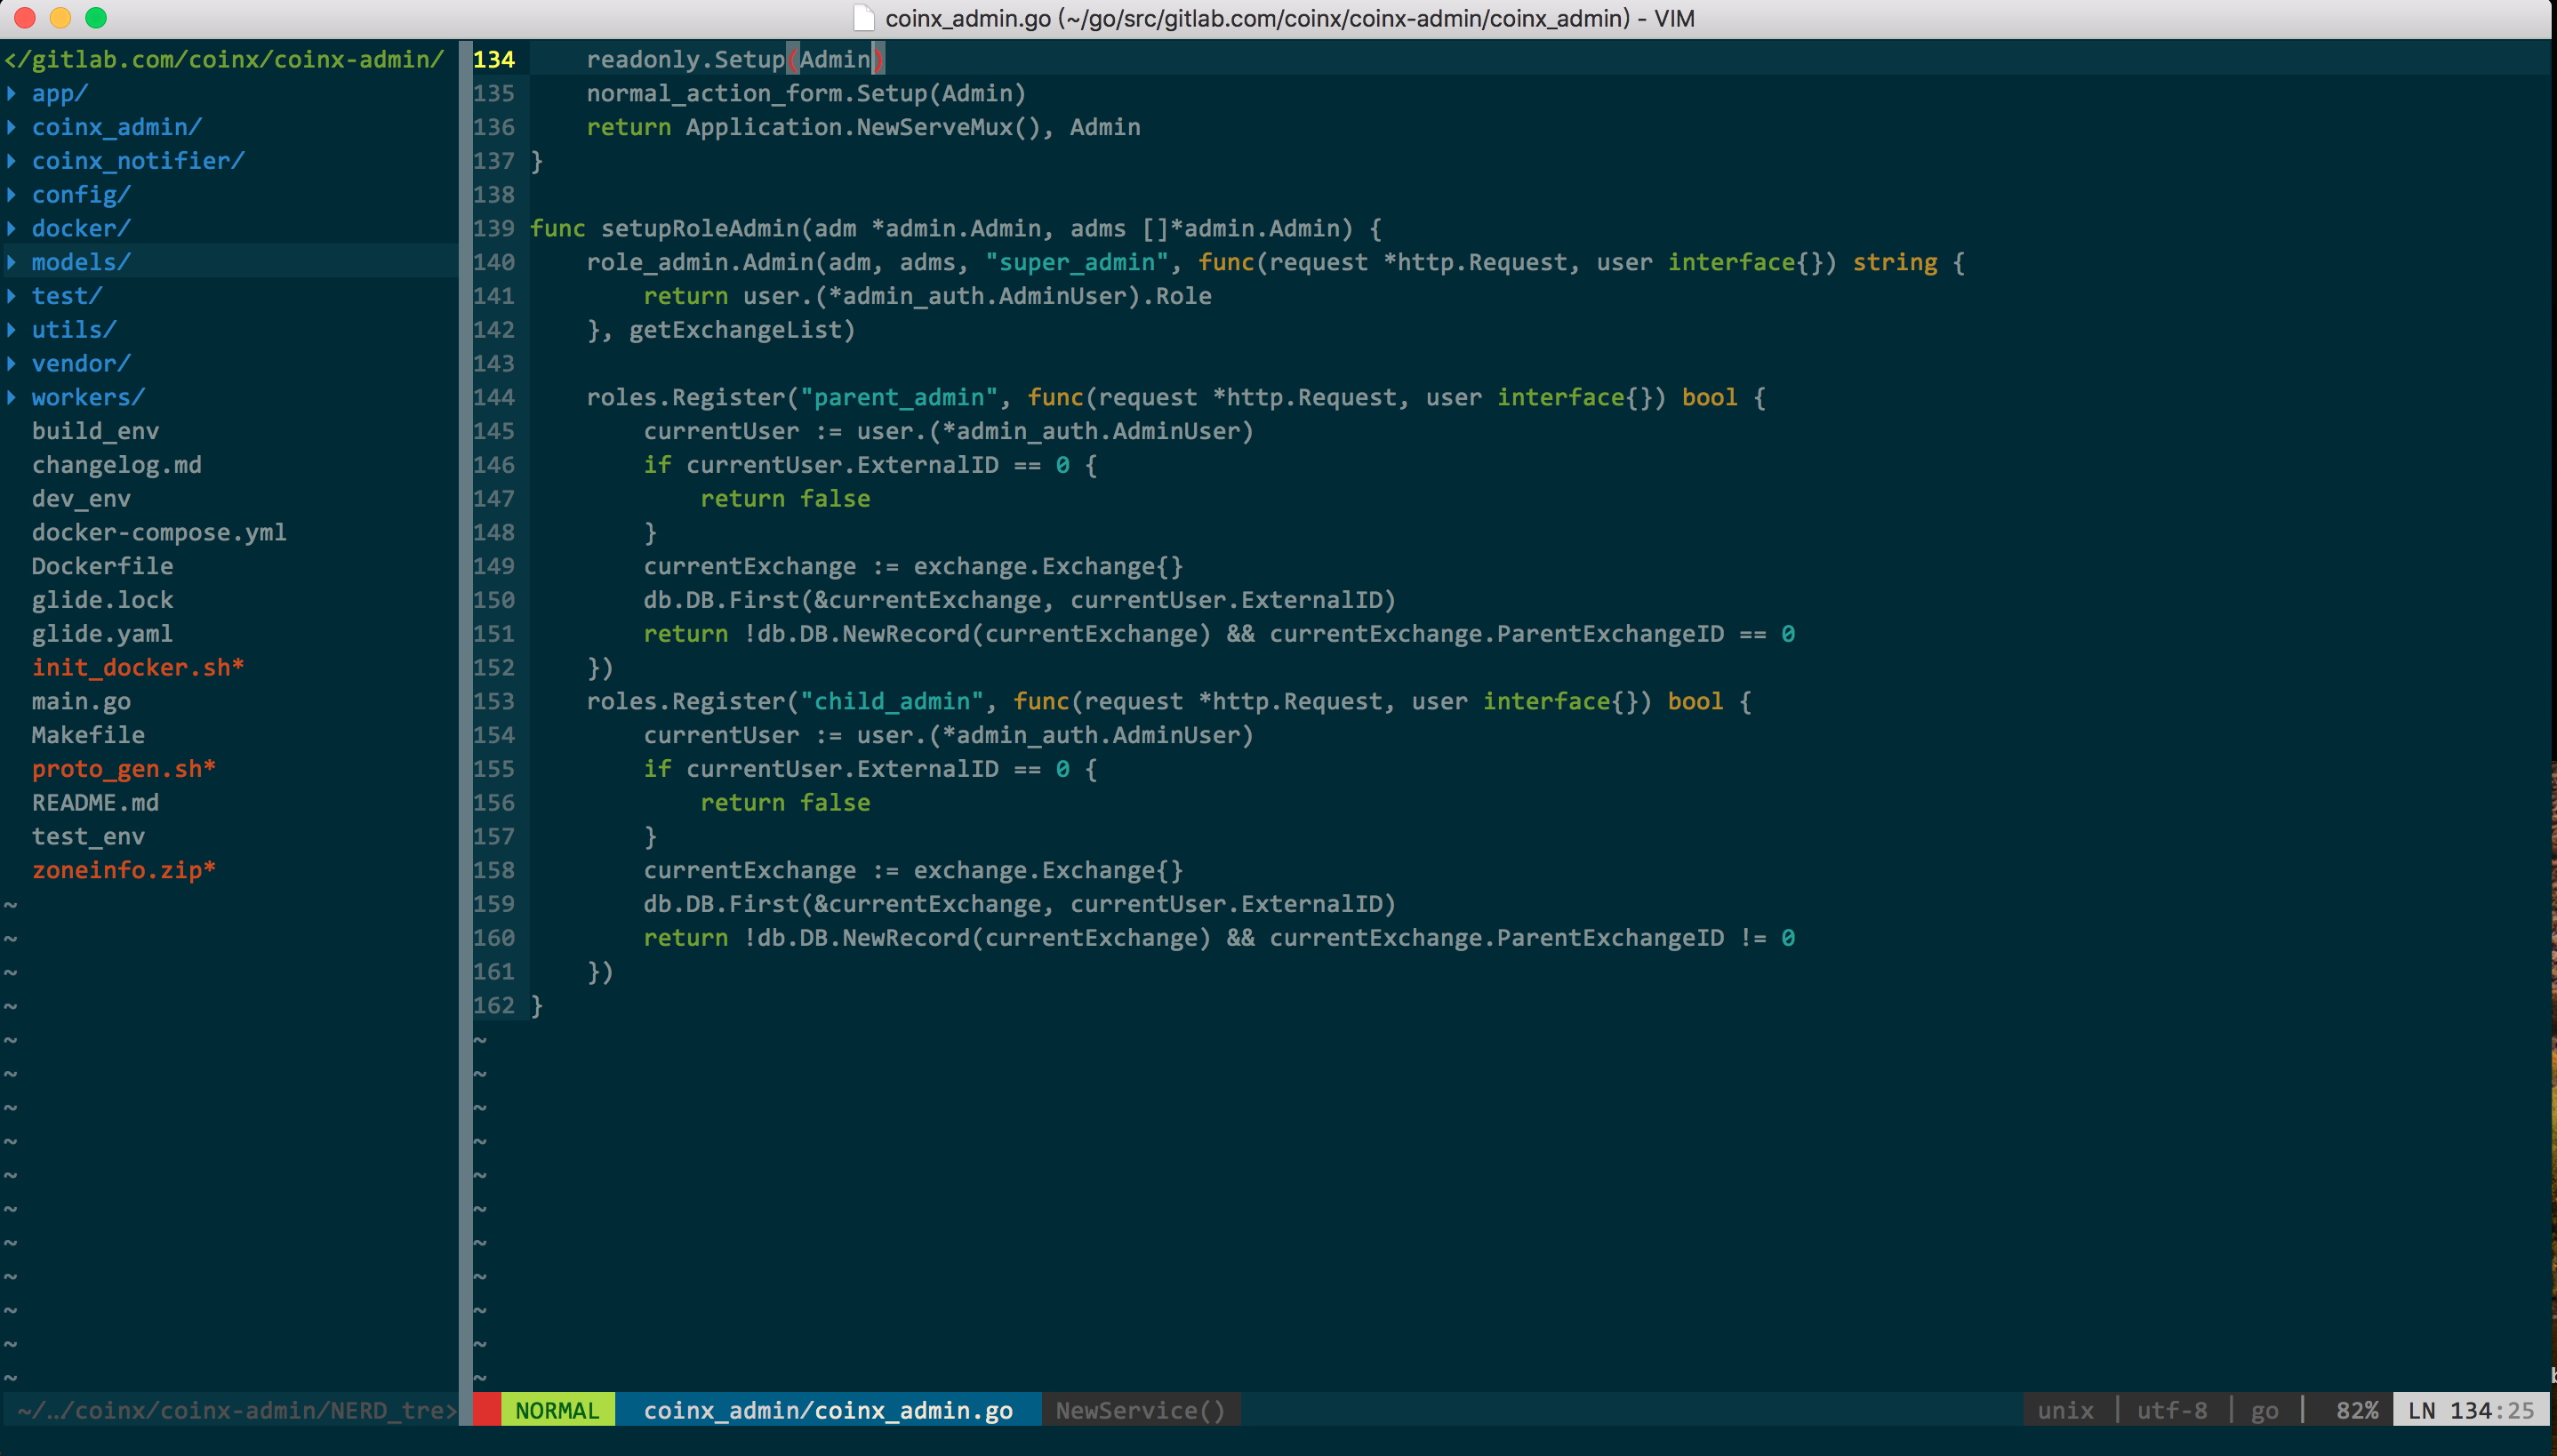 coinx_admin.go (~/go/src/gitlab.com/coinx/coinx-admin/coinx_admin) - VIM
</gitlab.com/coinx/coinx-admin/
app/
coinx_admin/
coinx_notifier/
config/
docker/
models/
test/
utils/
vendor/
workers/
build_env
changelog.md
dev_env
docker-compose.yml
Dockerfile
glide.lock
glide.yaml
init_docker.sh*
main.go
Makefile
proto_gen.sh*
README.md
test_env
zoneinfo.zip*
~/../coinx/coinx-admin/NERD_tre>
134     readonly.Setup(Admin)
135     normal_action_form.Setup(Admin)
136     return Application.NewServeMux(), Admin
137 }
138
139 func setupRoleAdmin(adm *admin.Admin, adms []*admin.Admin) {
140     role_admin.Admin(adm, adms, "super_admin", func(request *http.Request, user interface{}) string {
141         return user.(*admin_auth.AdminUser).Role
142     }, getExchangeList)
143
144     roles.Register("parent_admin", func(request *http.Request, user interface{}) bool {
145         currentUser := user.(*admin_auth.AdminUser)
146         if currentUser.ExternalID == 0 {
147             return false
148         }
149         currentExchange := exchange.Exchange{}
150         db.DB.First(&currentExchange, currentUser.ExternalID)
151         return !db.DB.NewRecord(currentExchange) && currentExchange.ParentExchangeID == 0
152     })
153     roles.Register("child_admin", func(request *http.Request, user interface{}) bool {
154         currentUser := user.(*admin_auth.AdminUser)
155         if currentUser.ExternalID == 0 {
156             return false
157         }
158         currentExchange := exchange.Exchange{}
159         db.DB.First(&currentExchange, currentUser.ExternalID)
160         return !db.DB.NewRecord(currentExchange) && currentExchange.ParentExchangeID != 0
161     })
162 }
NORMAL coinx_admin/coinx_admin.go NewService() unix | utf-8 | go | 82% LN 134:25